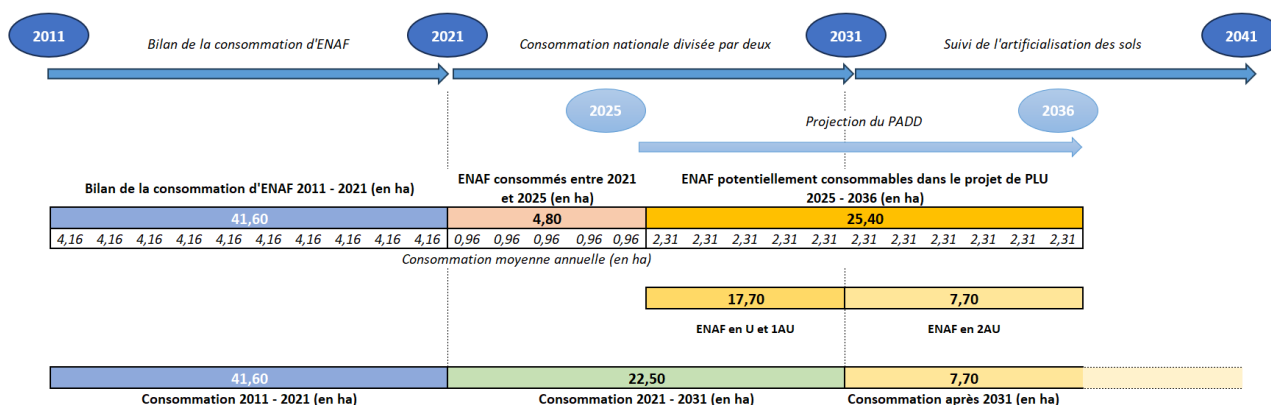 2011
Bilan de la consommation d'ENAF
2021
Consommation nationale divisée par deux
2031
Suivi de l'artificialisation des sols
2041
2025
Projection du PADD
2036
Bilan de la consommation d'ENAF 2011 - 2021 (en ha)
ENAF consommés entre 2021
et 2025 (en ha)
ENAF potentiellement consommables dans le projet de PLU
2025 - 2036 (en ha)
41,60 4,80 25,40
4,16 4,16 4,16 4,16 4,16 4,16 4,16 4,16 4,16 4,16 0,96 0,96 0,96 0,96 0,96 2,31 2,31 2,31 2,31 2,31 2,31 2,31 2,31 2,31 2,31 2,31
Consommation moyenne annuelle (en ha)
17,70 7,70
ENAF en U et 1AU ENAF en 2AU
41,60 22,50 7,70
Consommation 2011 - 2021 (en ha) Consommation 2021 - 2031 (en ha) Consommation après 2031 (en ha)